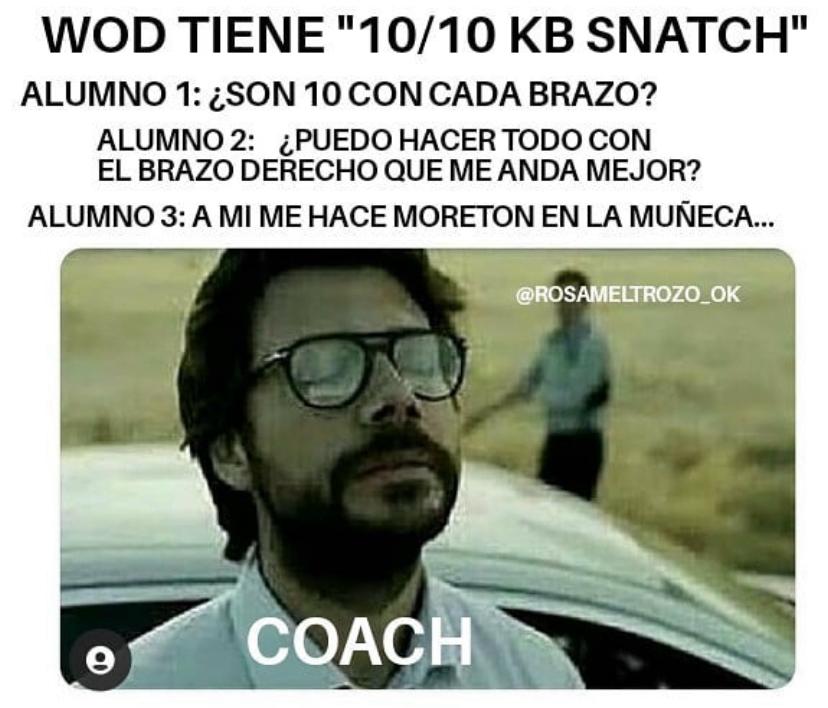 WOD TIENE "10/10 KB SNATCH"
ALUMNO 1: ¿SON 10 CON CADA BRAZO?
ALUMNO 2: ¿PUEDO HACER TODO CON
EL BRAZO DERECHO QUE ME ANDA MEJOR?
ALUMNO 3: A MI ME HACE MORETON EN LA MUÑECA...
@ROSAMELTROZO_OK
COACH